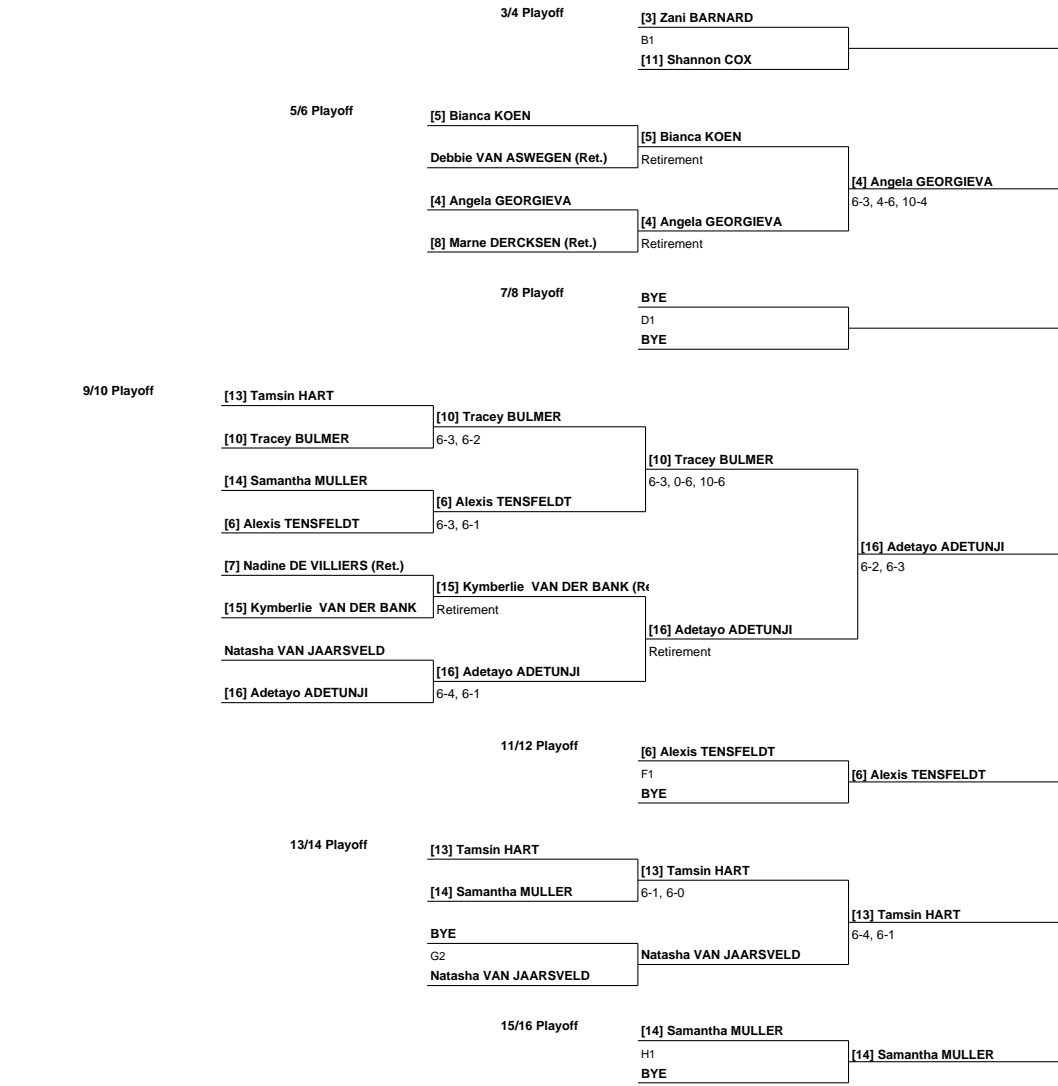 3/4 Playoff
[3] Zani BARNARD
B1
[11] Shannon COX
5/6 Playoff
[5] Bianca KOEN
[5] Bianca KOEN
Debbie VAN ASWEGEN (Ret.)
Retirement
[4] Angela GEORGIEVA
6-3, 4-6, 10-4
[4] Angela GEORGIEVA
[4] Angela GEORGIEVA
[8] Marne DERCKSEN (Ret.)
Retirement
7/8 Playoff
BYE
D1
BYE
9/10 Playoff
[13] Tamsin HART
[10] Tracey BULMER
[10] Tracey BULMER
6-3, 6-2
[10] Tracey BULMER
6-3, 0-6, 10-6
[14] Samantha MULLER
[6] Alexis TENSFELDT
[6] Alexis TENSFELDT
6-3, 6-1
[16] Adetayo ADETUNJI
6-2, 6-3
[7] Nadine DE VILLIERS (Ret.)
[15] Kymberlie VAN DER BANK (Re
[15] Kymberlie VAN DER BANK
Retirement
[16] Adetayo ADETUNJI
Retirement
Natasha VAN JAARSVELD
[16] Adetayo ADETUNJI
[16] Adetayo ADETUNJI
6-4, 6-1
11/12 Playoff
[6] Alexis TENSFELDT
F1
[6] Alexis TENSFELDT
BYE
13/14 Playoff
[13] Tamsin HART
[13] Tamsin HART
[14] Samantha MULLER
6-1, 6-0
[13] Tamsin HART
6-4, 6-1
BYE
G2
Natasha VAN JAARSVELD
Natasha VAN JAARSVELD
15/16 Playoff
[14] Samantha MULLER
H1
[14] Samantha MULLER
BYE